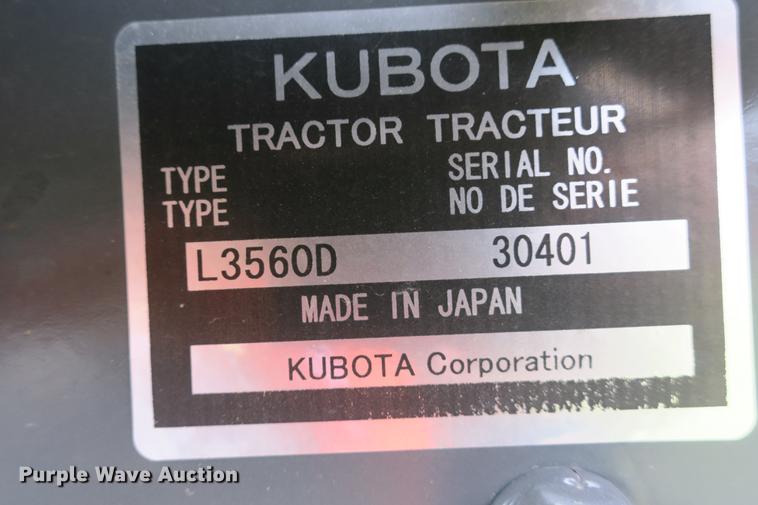 KUBOTA
TRACTOR TRACTEUR
TYPE SERIAL NO.
TYPE NO DE SERIE
L3560D 30401
MADE IN JAPAN
KUBOTA Corporation
Purple Wave Auction